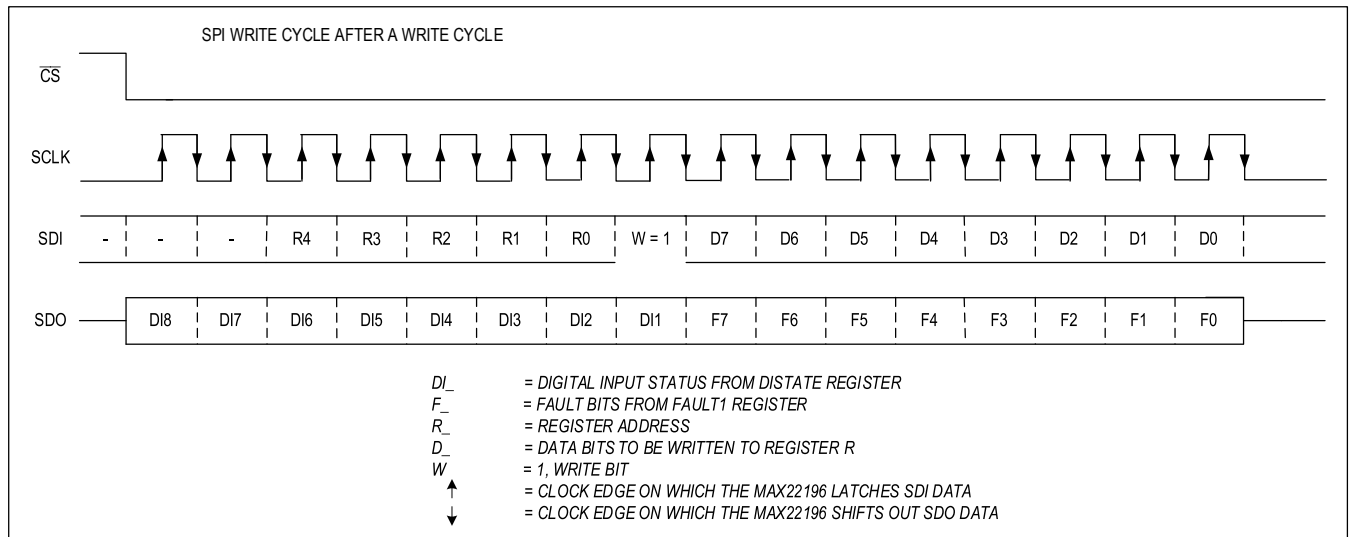 SPI WRITE CYCLE AFTER A WRITE CYCLE
CS
SCLK
SDI - - - R4 R3 R2 R1 R0 W = 1 D7 D6 D5 D4 D3 D2 D1 D0
SDO DI8 DI7 DI6 DI5 DI4 DI3 DI2 DI1 F7 F6 F5 F4 F3 F2 F1 F0
DI_ = DIGITAL INPUT STATUS FROM DISTATE REGISTER
F_ = FAULT BITS FROM FAULT1 REGISTER
R_ = REGISTER ADDRESS
D_ = DATA BITS TO BE WRITTEN TO REGISTER R
W = 1, WRITE BIT
= CLOCK EDGE ON WHICH THE MAX22196 LATCHES SDI DATA
= CLOCK EDGE ON WHICH THE MAX22196 SHIFTS OUT SDO DATA